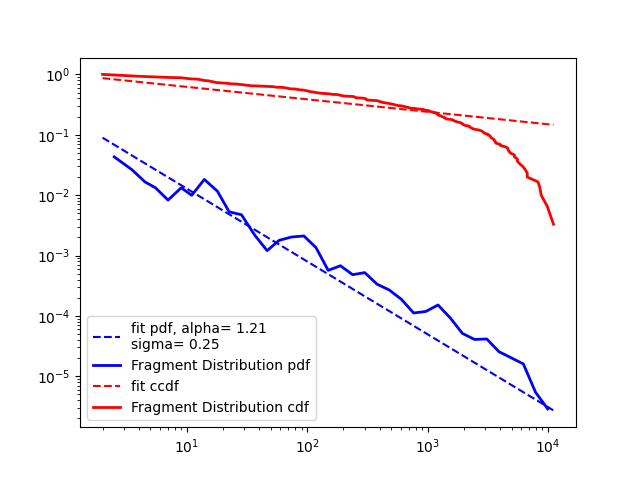 10⁰
10⁻¹
10⁻²
10⁻³
10⁻⁴
10⁻⁵
fit pdf, alpha= 1.21
sigma= 0.25
Fragment Distribution pdf
fit ccdf
Fragment Distribution cdf
10¹ 10² 10³ 10⁴